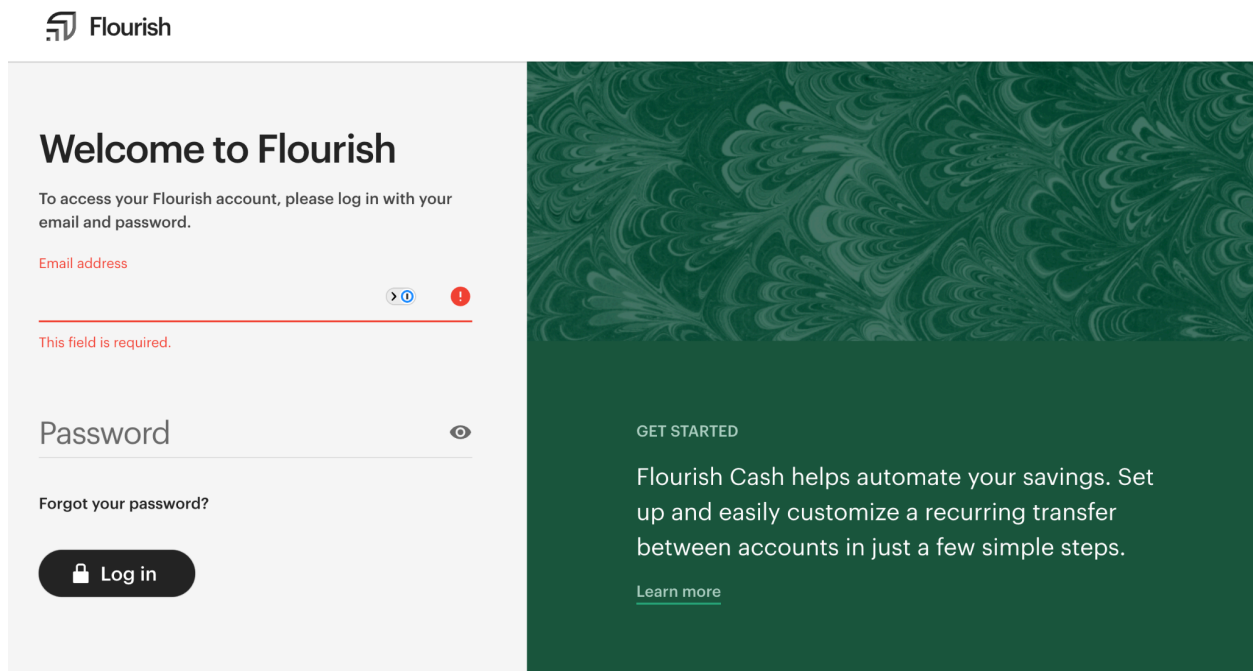 Flourish
Welcome to Flourish
To access your Flourish account, please log in with your
email and password.
Email address
This field is required.
Password
Forgot your password?
Log in
GET STARTED
Flourish Cash helps automate your savings. Set
up and easily customize a recurring transfer
between accounts in just a few simple steps.
Learn more